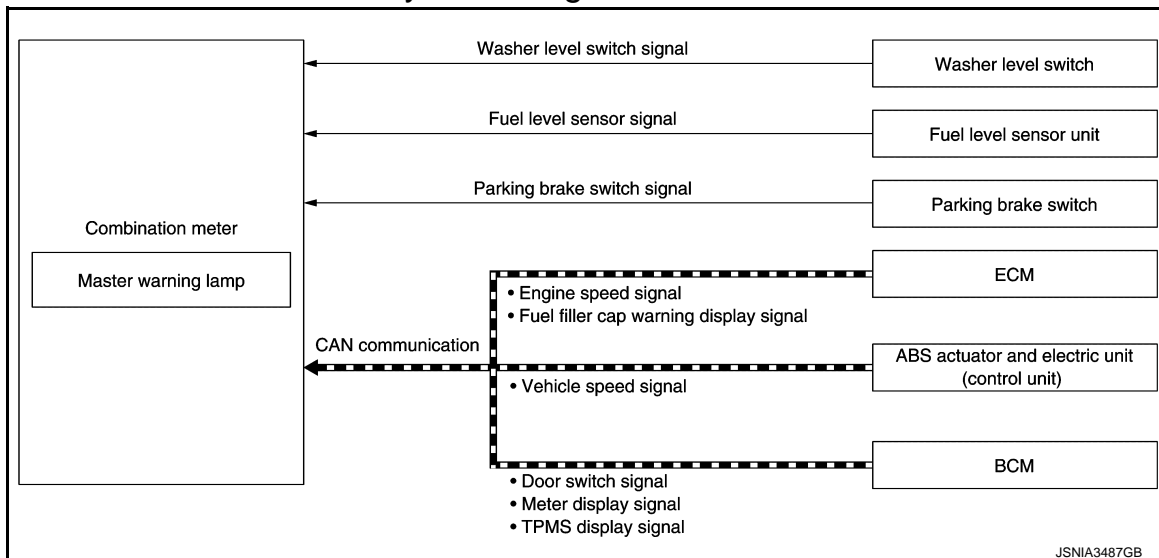 Washer level switch signal
Washer level switch
Fuel level sensor signal
Fuel level sensor unit
Parking brake switch signal
Parking brake switch
Combination meter
Master warning lamp
ECM
• Engine speed signal
• Fuel filler cap warning display signal
CAN communication
ABS actuator and electric unit
(control unit)
• Vehicle speed signal
BCM
• Door switch signal
• Meter display signal
• TPMS display signal
JSNIA3487GB